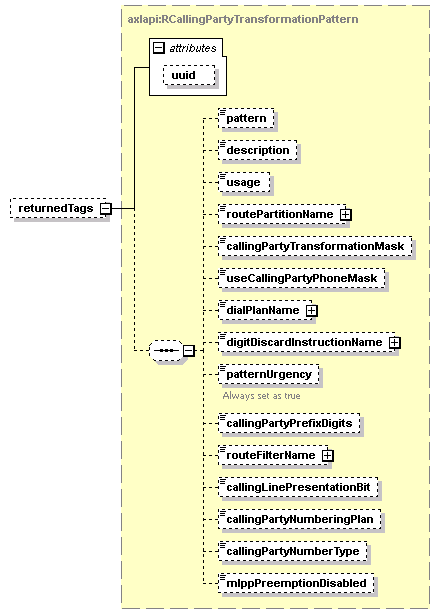 axlapi:RCallingPartyTransformationPattern
attributes
uuid
pattern
description
usage
returnedTags
routePartitionName
callingPartyTransformationMask
useCallingPartyPhoneMask
dialPlanName
digitDiscardInstructionName
patternUrgency
Always set as true
callingPartyPrefixDigits
routeFilterName
callingLinePresentationBit
callingPartyNumberingPlan
callingPartyNumberType
mlppPreemptionDisabled